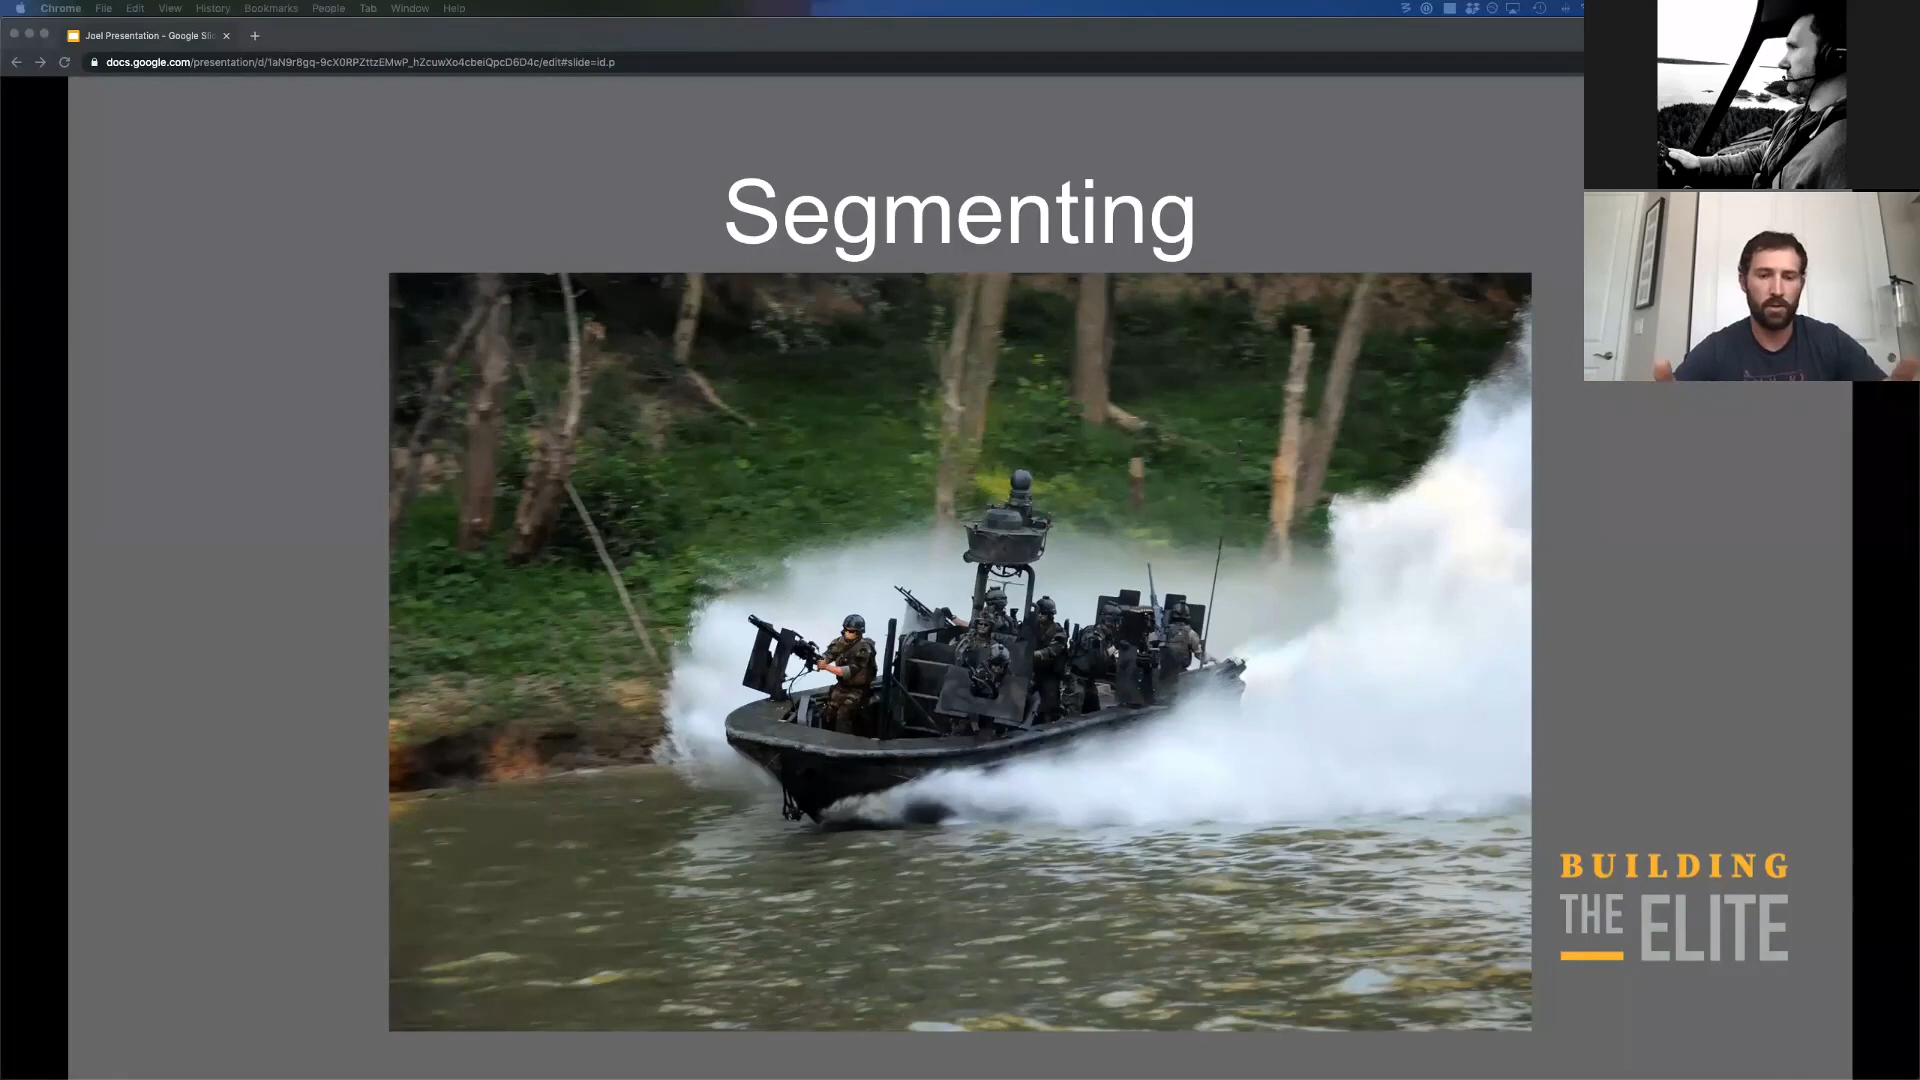 Chrome File Edit View History Bookmarks People Tab Window Help
Joel Presentation - Google Slid
docs.google.com/presentation/d/1aN9r8gq-9cX0RPZttzEMwP_hZcuwXo4cbeiQpcD6D4c/edit#slide=id.p
Segmenting
BUILDING
THE ELITE